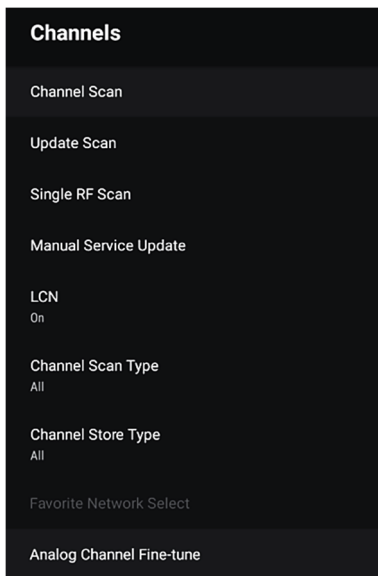 Channels
Channel Scan
Update Scan
Single RF Scan
Manual Service Update
LCN
On
Channel Scan Type
All
Channel Store Type
All
Favorite Network Select
Analog Channel Fine-tune